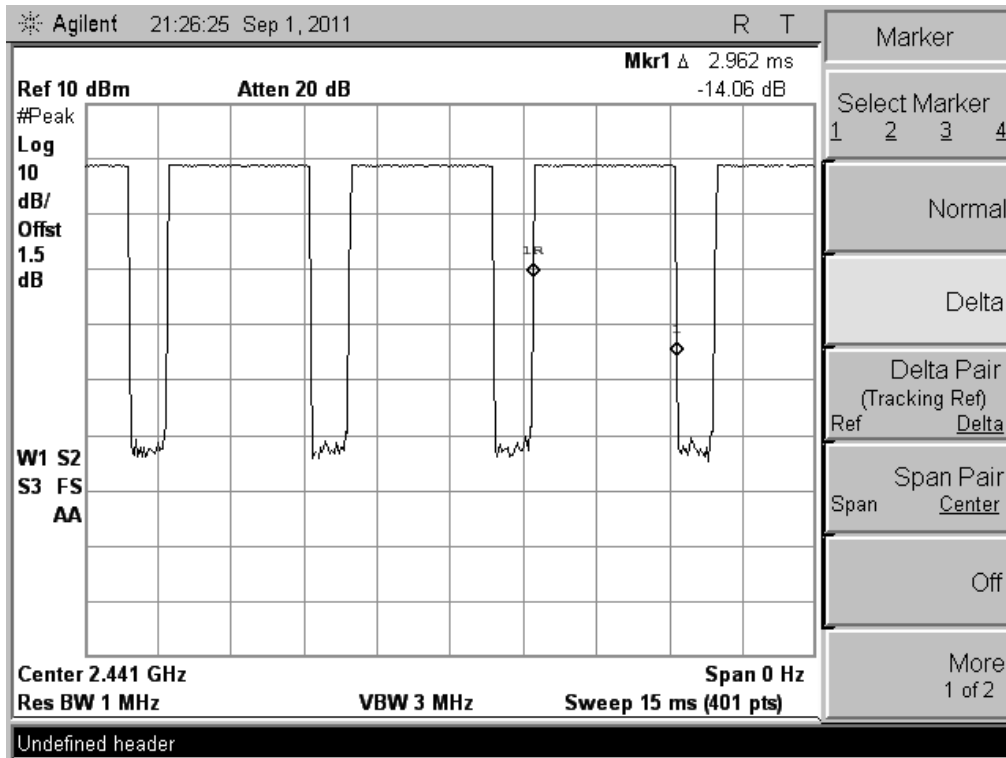 Agilent 21:26:25 Sep 1, 2011 R T
Mkr1 Δ 2.962 ms
Ref 10 dBm Atten 20 dB -14.06 dB
#Peak
Log
10
dB/
Offst
1.5
dB
1R
1
W1 S2
S3 FS
AA
Center 2.441 GHz Span 0 Hz
Res BW 1 MHz VBW 3 MHz Sweep 15 ms (401 pts)
Undefined header
Marker
Select Marker
1 2 3 4
Normal
Delta
Delta Pair
(Tracking Ref)
Ref Delta
Span Pair
Span Center
Off
More
1 of 2